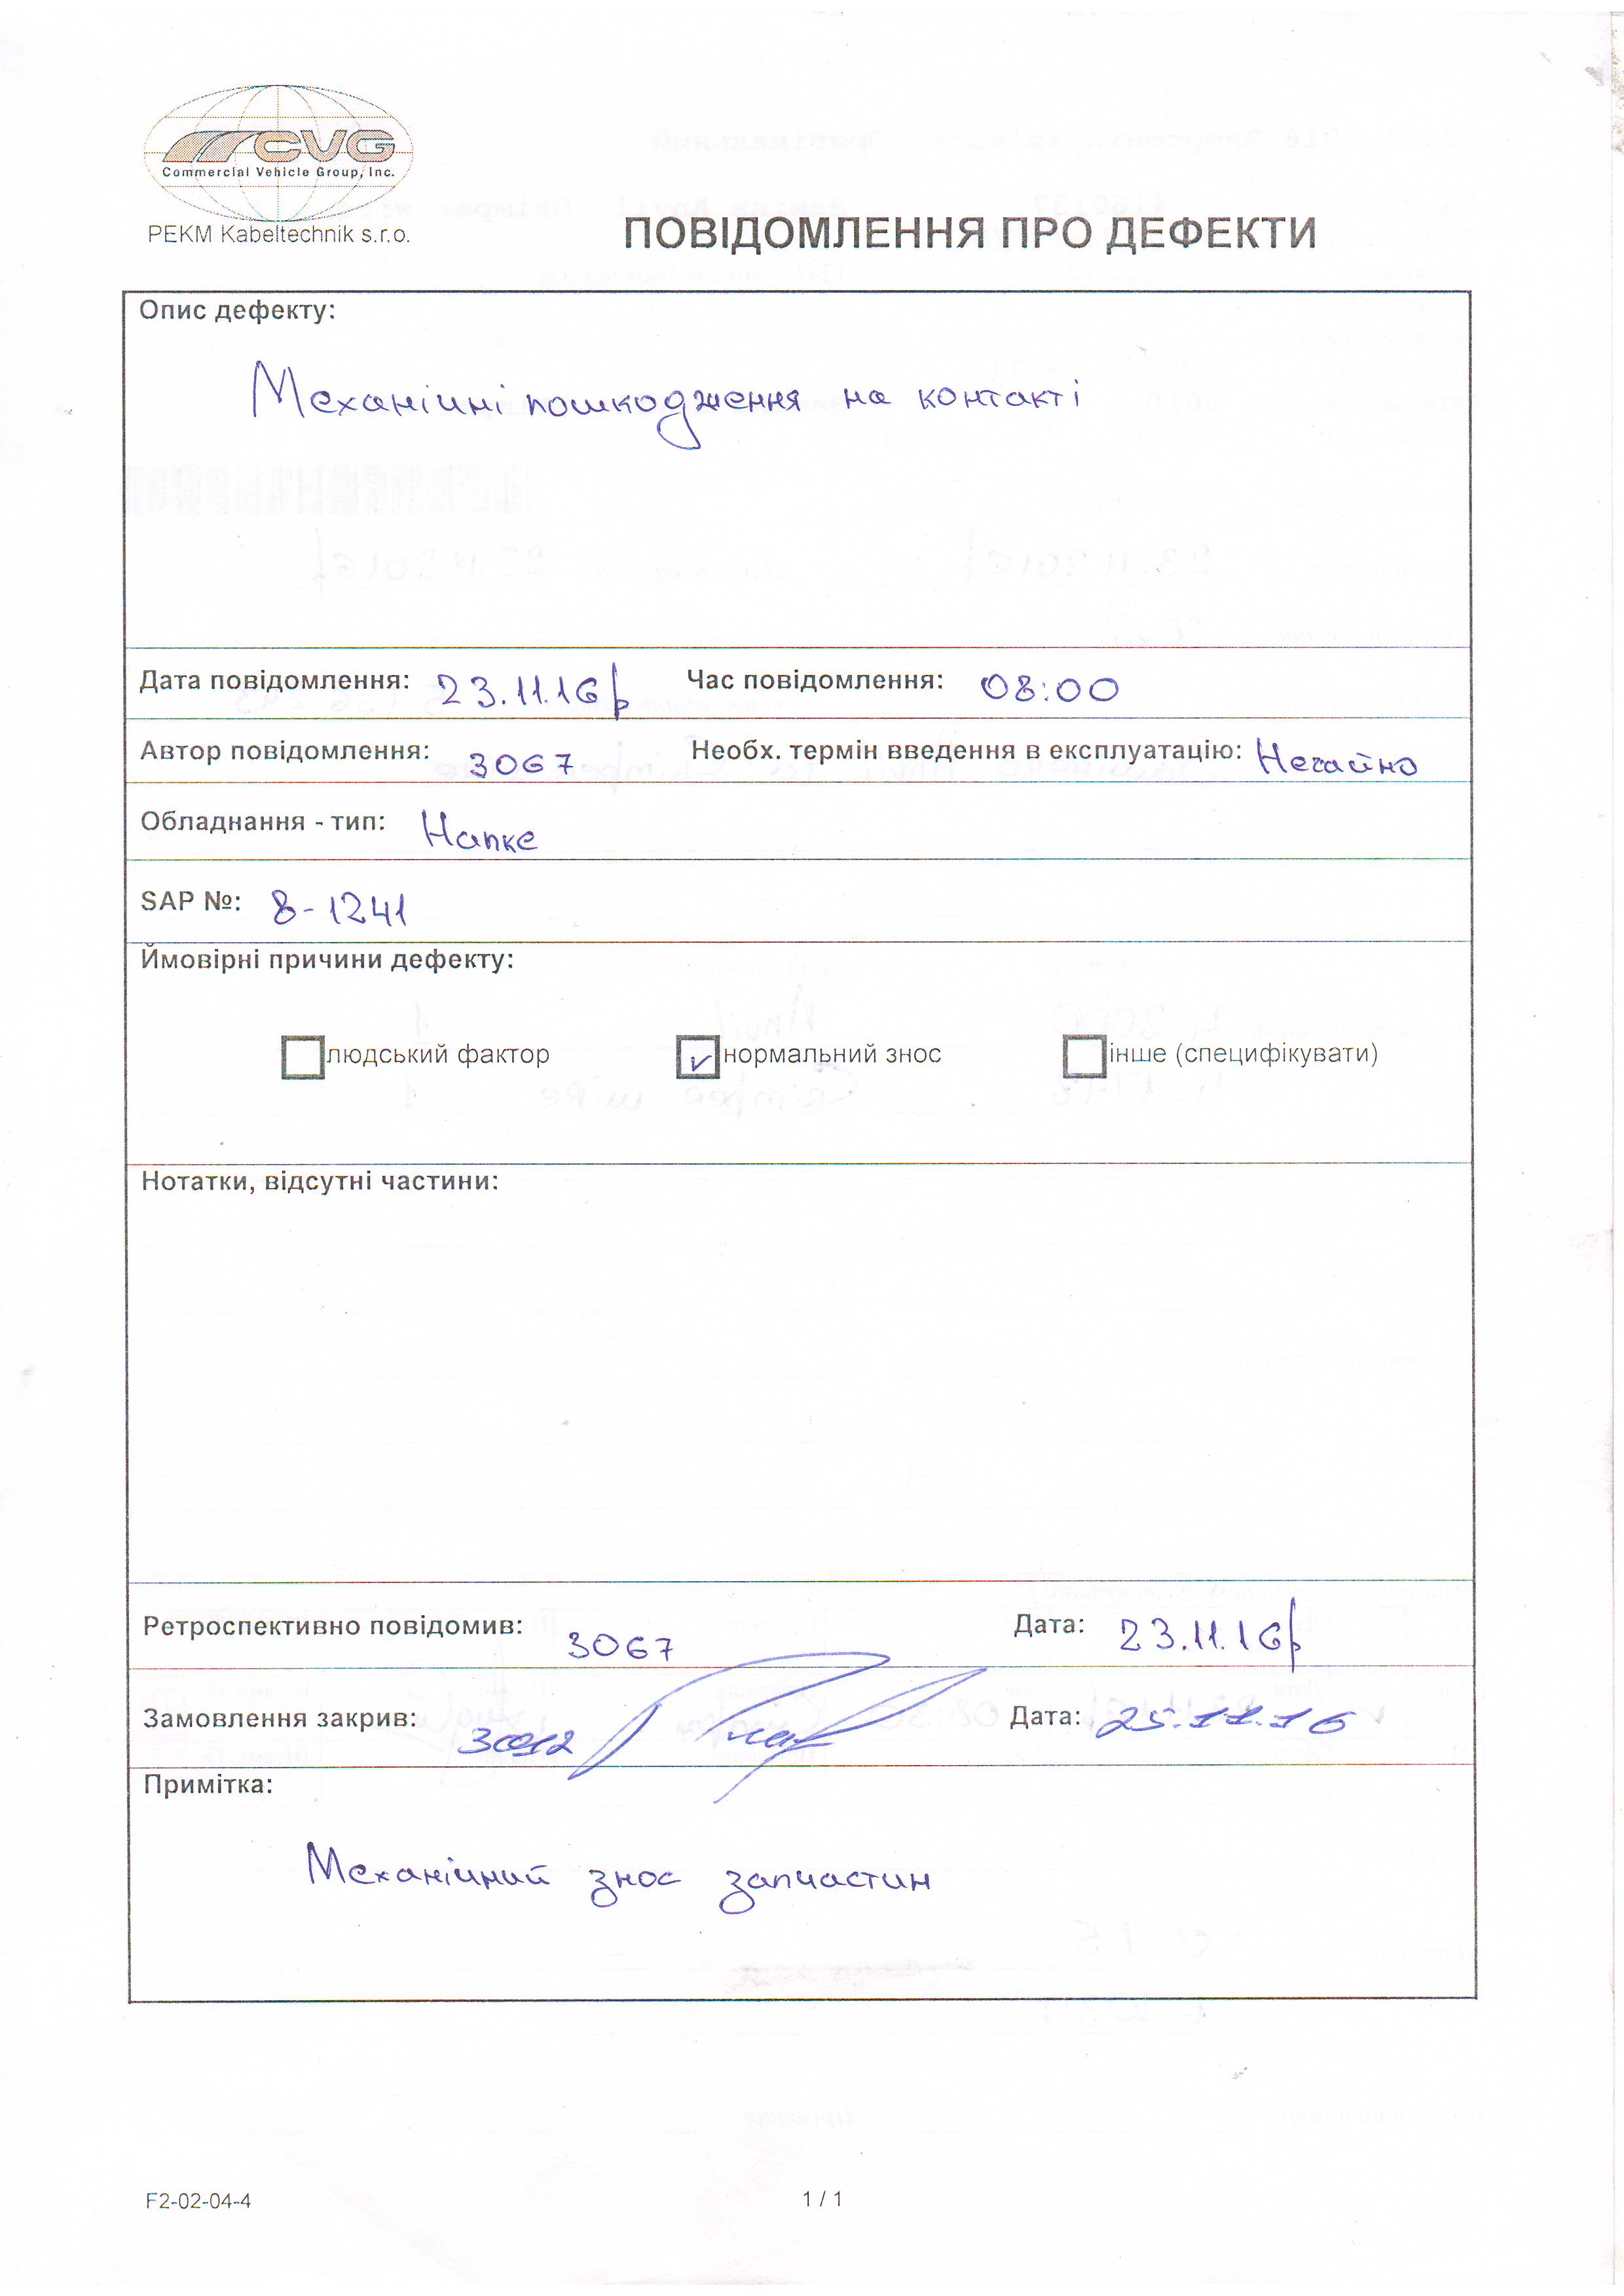 CVG
Commercial Vehicle Group, Inc.
PEKM Kabeltechnik s.r.o.
ПОВІДОМЛЕННЯ ПРО ДЕФЕКТИ
Опис дефекту:
Механічні пошкодження на контакті
Дата повідомлення: 23.11.16р Час повідомлення: 08:00
Автор повідомлення: 3067 Необх. термін введення в експлуатацію: Негайно
Обладнання - тип: Hanke
SAP №: 8-1241
Ймовірні причини дефекту:
людський фактор нормальний знос інше (специфікувати)
Нотатки, відсутні частини:
Ретроспективно повідомив: 3067 Дата: 23.11.16р
Замовлення закрив: Дата: 25.11.16
Примітка:
Механічний знос запчастин
F2-02-04-4 1 / 1